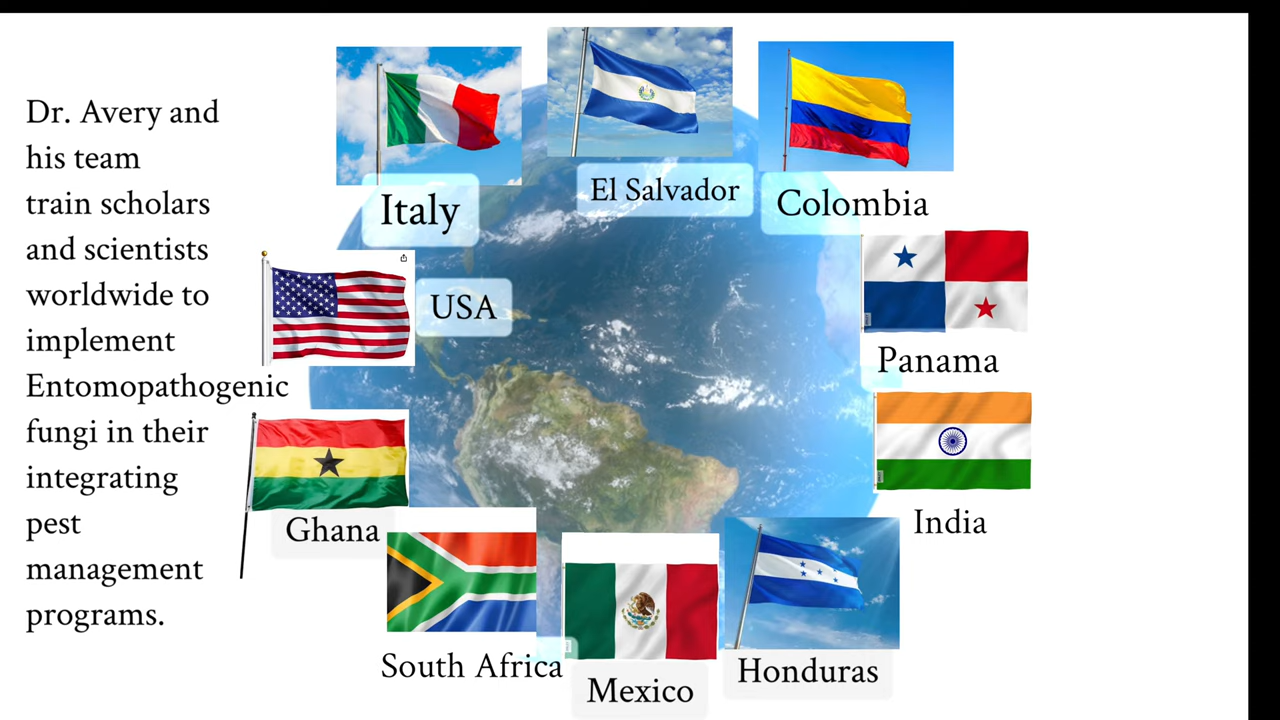 Dr. Avery and
his team
train scholars
and scientists
worldwide to
implement
Entomopathogenic
fungi in their
integrating
pest
management
programs.
Italy
El Salvador
Colombia
USA
Panama
Ghana
India
South Africa
Mexico
Honduras